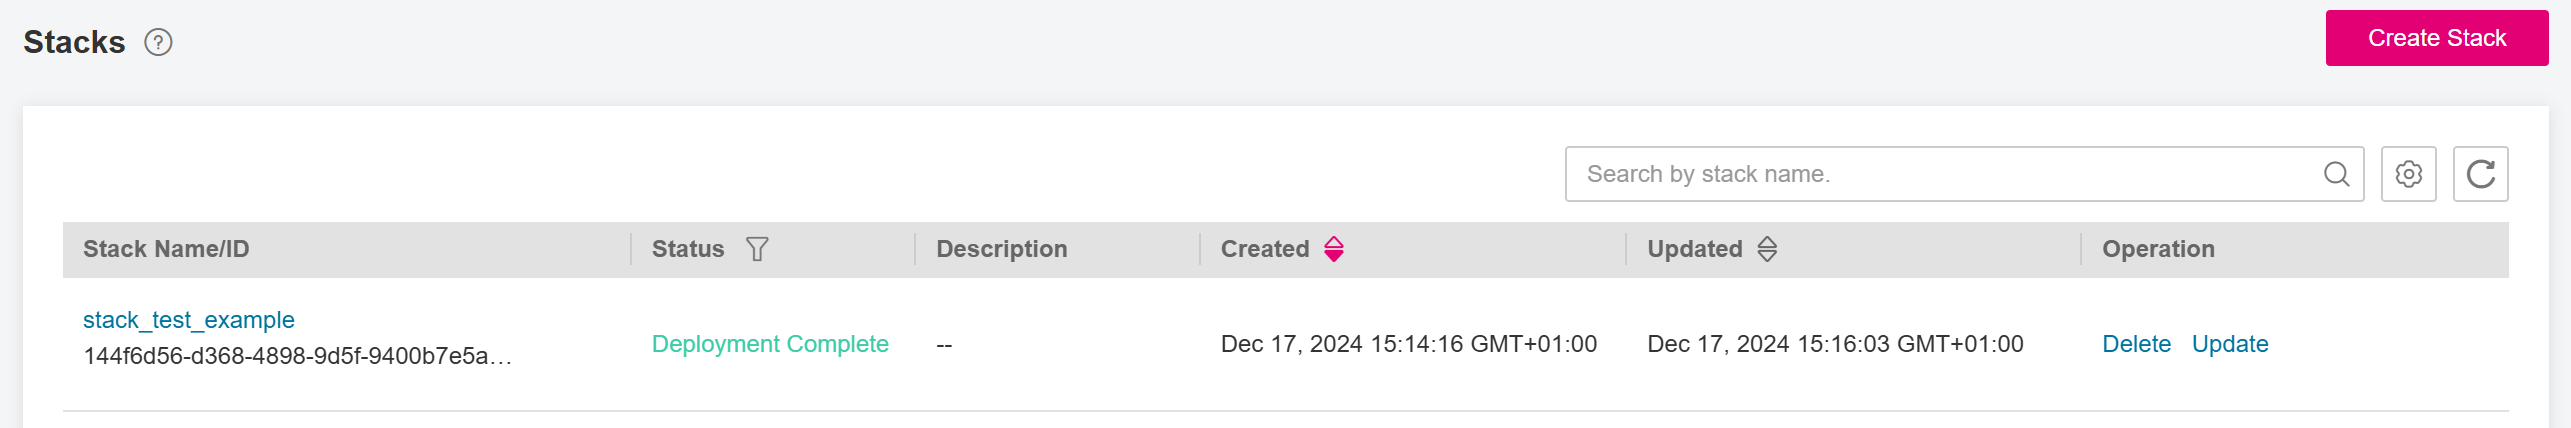 Stacks
Create Stack
Search by stack name.
Stack Name/ID Status Description Created Updated Operation
stack_test_example
144f6d56-d368-4898-9d5f-9400b7e5a…
Deployment Complete -- Dec 17, 2024 15:14:16 GMT+01:00 Dec 17, 2024 15:16:03 GMT+01:00 Delete Update